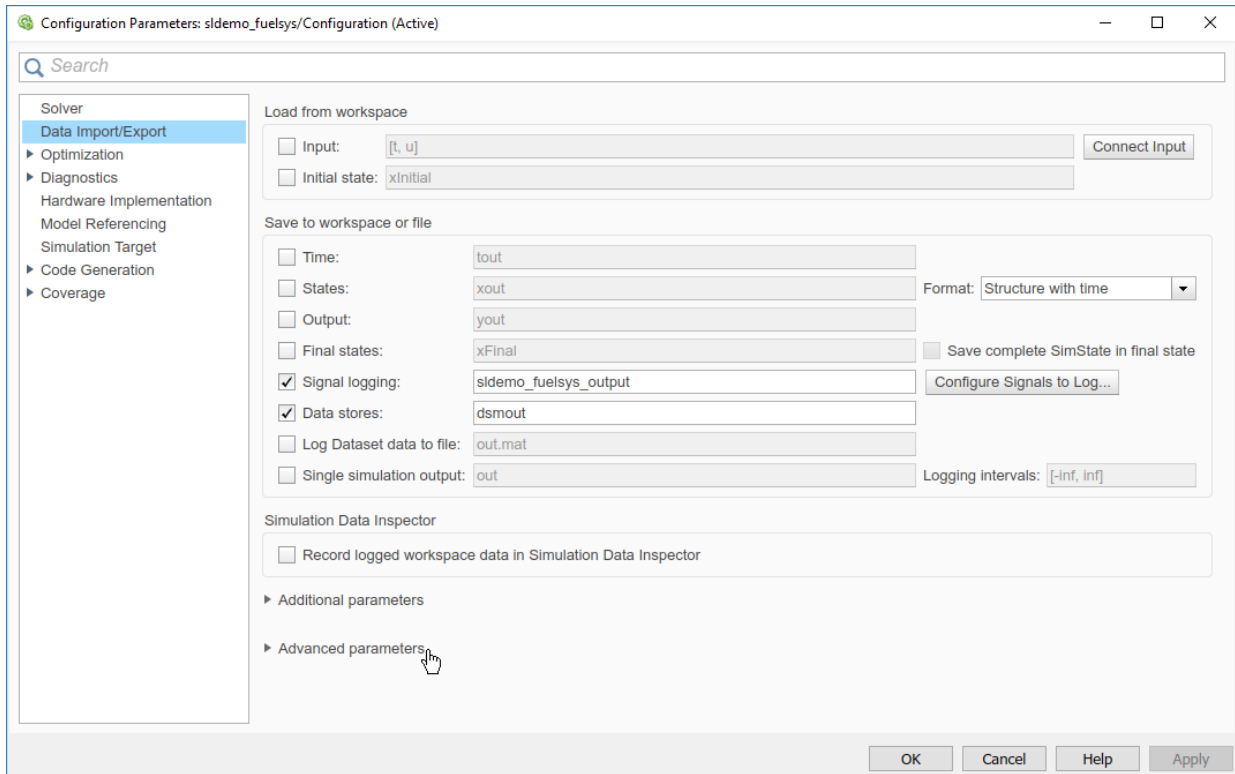 Configuration Parameters: sldemo_fuelsys/Configuration (Active)
Search
Solver
Data Import/Export
Optimization
Diagnostics
Hardware Implementation
Model Referencing
Simulation Target
Code Generation
Coverage
Load from workspace
Input: [t, u] Connect Input
Initial state: xInitial
Save to workspace or file
Time: tout
States: xout Format: Structure with time
Output: yout
Final states: xFinal Save complete SimState in final state
Signal logging: sldemo_fuelsys_output Configure Signals to Log...
Data stores: dsmout
Log Dataset data to file: out.mat
Single simulation output: out Logging intervals: [-inf, inf]
Simulation Data Inspector
Record logged workspace data in Simulation Data Inspector
Additional parameters
Advanced parameters
OK Cancel Help Apply